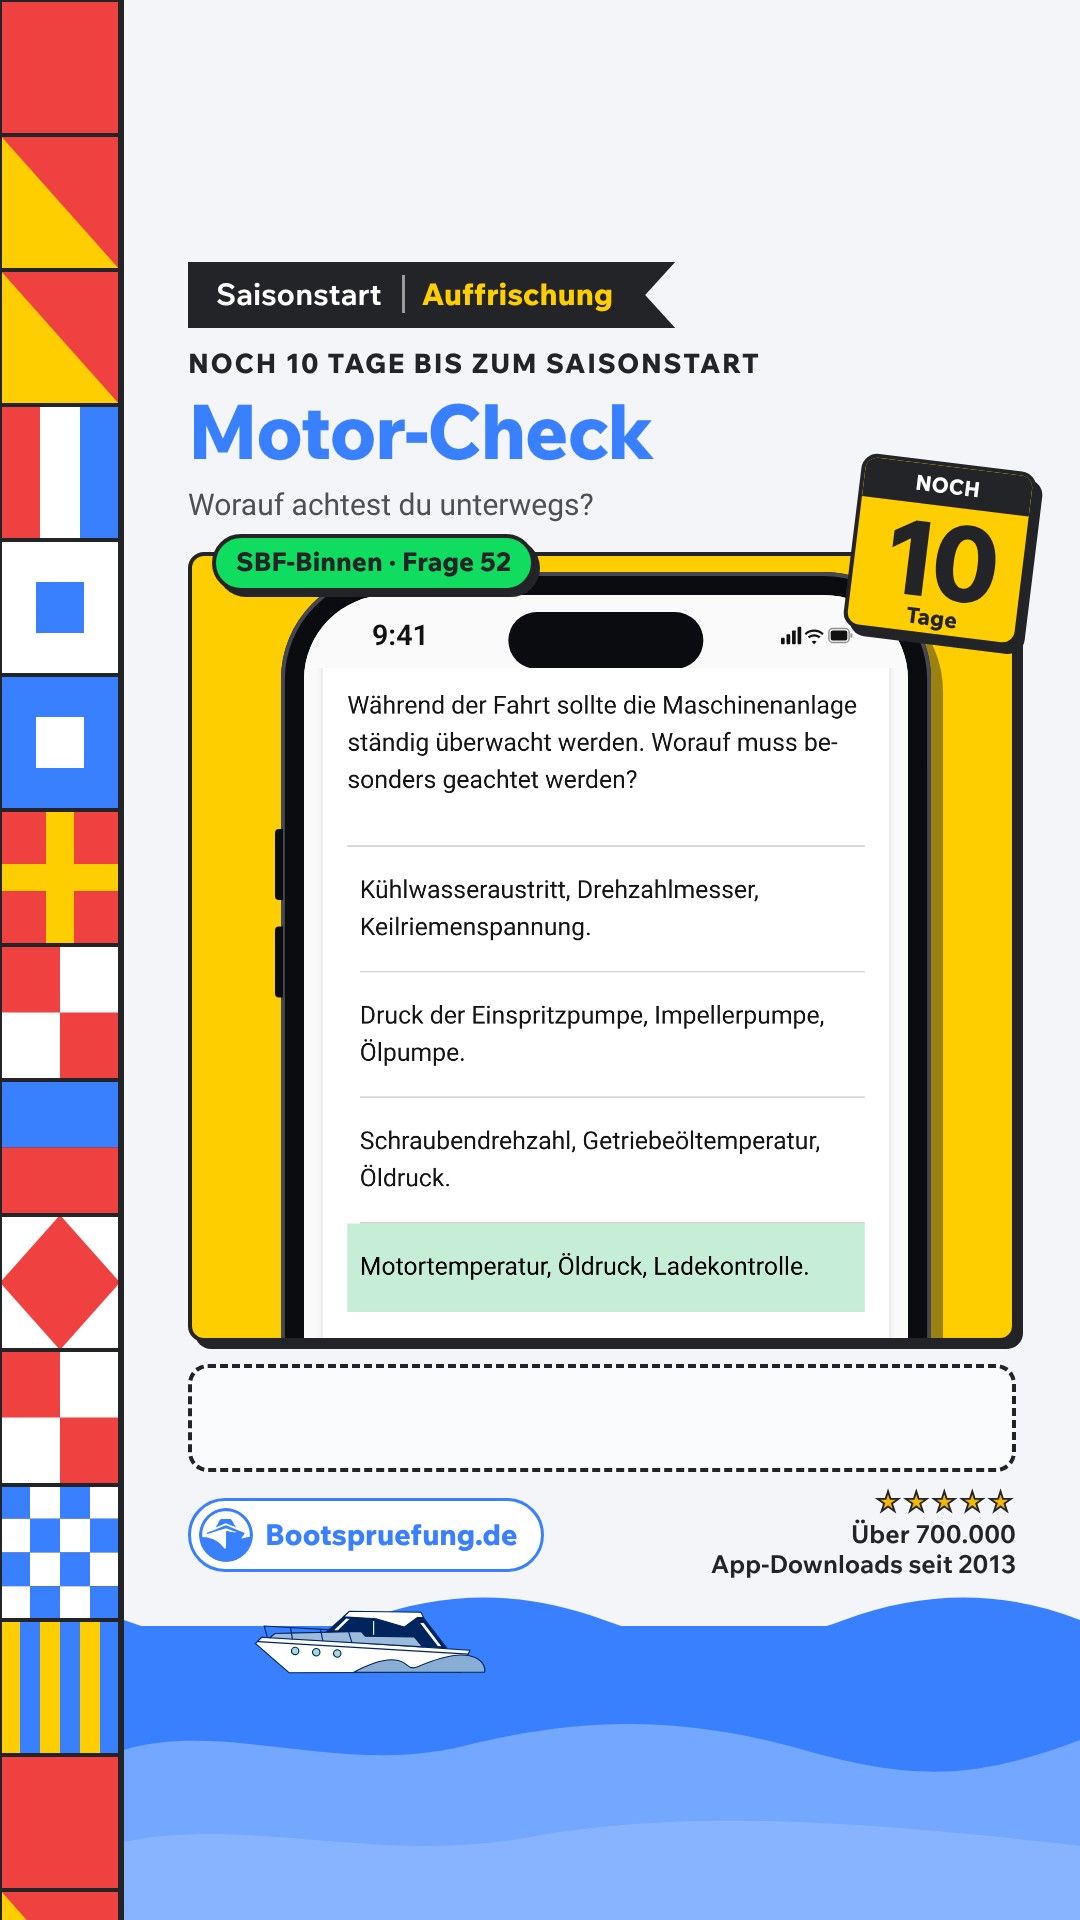 Saisonstart | Auffrischung
NOCH 10 TAGE BIS ZUM SAISONSTART
Motor-Check
Worauf achtest du unterwegs?
NOCH
10
Tage
SBF-Binnen · Frage 52
9:41
Während der Fahrt sollte die Maschinenanlage
ständig überwacht werden. Worauf muss be-
sonders geachtet werden?
Kühlwasseraustritt, Drehzahlmesser,
Keilriemenspannung.
Druck der Einspritzpumpe, Impellerpumpe,
Ölpumpe.
Schraubendrehzahl, Getriebeöltemperatur,
Öldruck.
Motortemperatur, Öldruck, Ladekontrolle.
Bootspruefung.de
Über 700.000
App-Downloads seit 2013